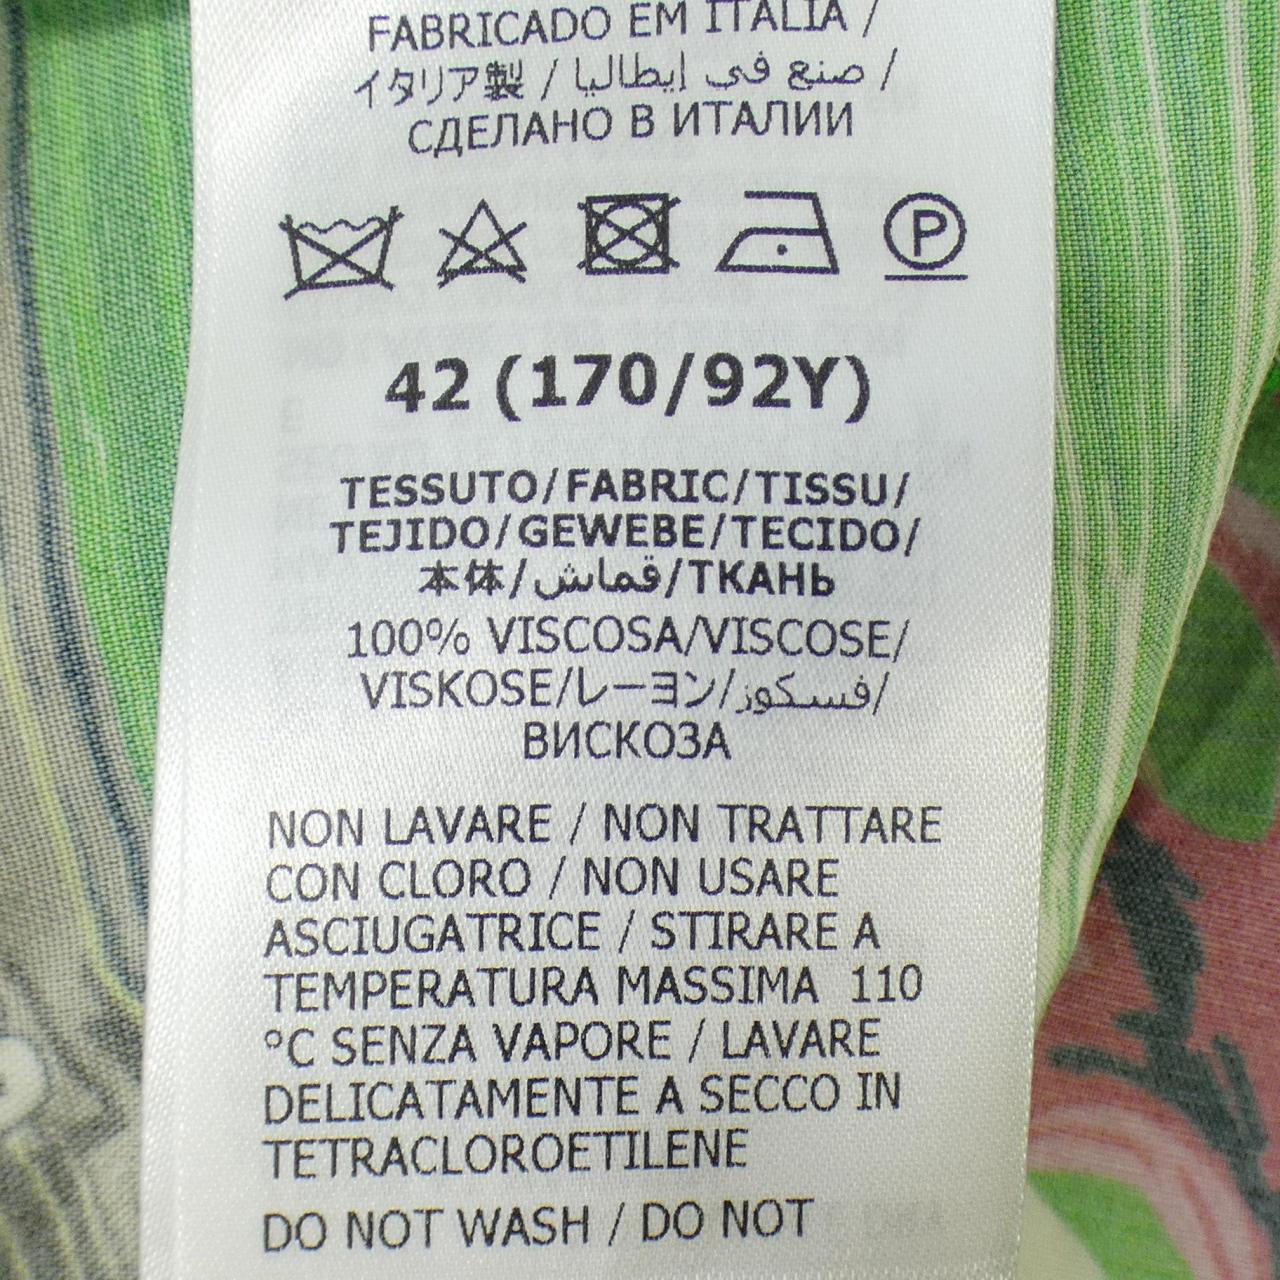 FABRICADO EM ITALIA /
イタリア製 / صنع في إيطاليا /
СДЕЛАНО В ИТАЛИИ
P
42 (170/92Y)
TESSUTO/FABRIC/TISSU/
TEJIDO/GEWEBE/TECIDO/
本体/قماش/ТКАНЬ
100% VISCOSA/VISCOSE/
VISKOSE/レーヨン/فسكوز/
ВИСКОЗА
NON LAVARE / NON TRATTARE
CON CLORO / NON USARE
ASCIUGATRICE / STIRARE A
TEMPERATURA MASSIMA 110
°C SENZA VAPORE / LAVARE
DELICATAMENTE A SECCO IN
TETRACLOROETILENE
DO NOT WASH / DO NOT